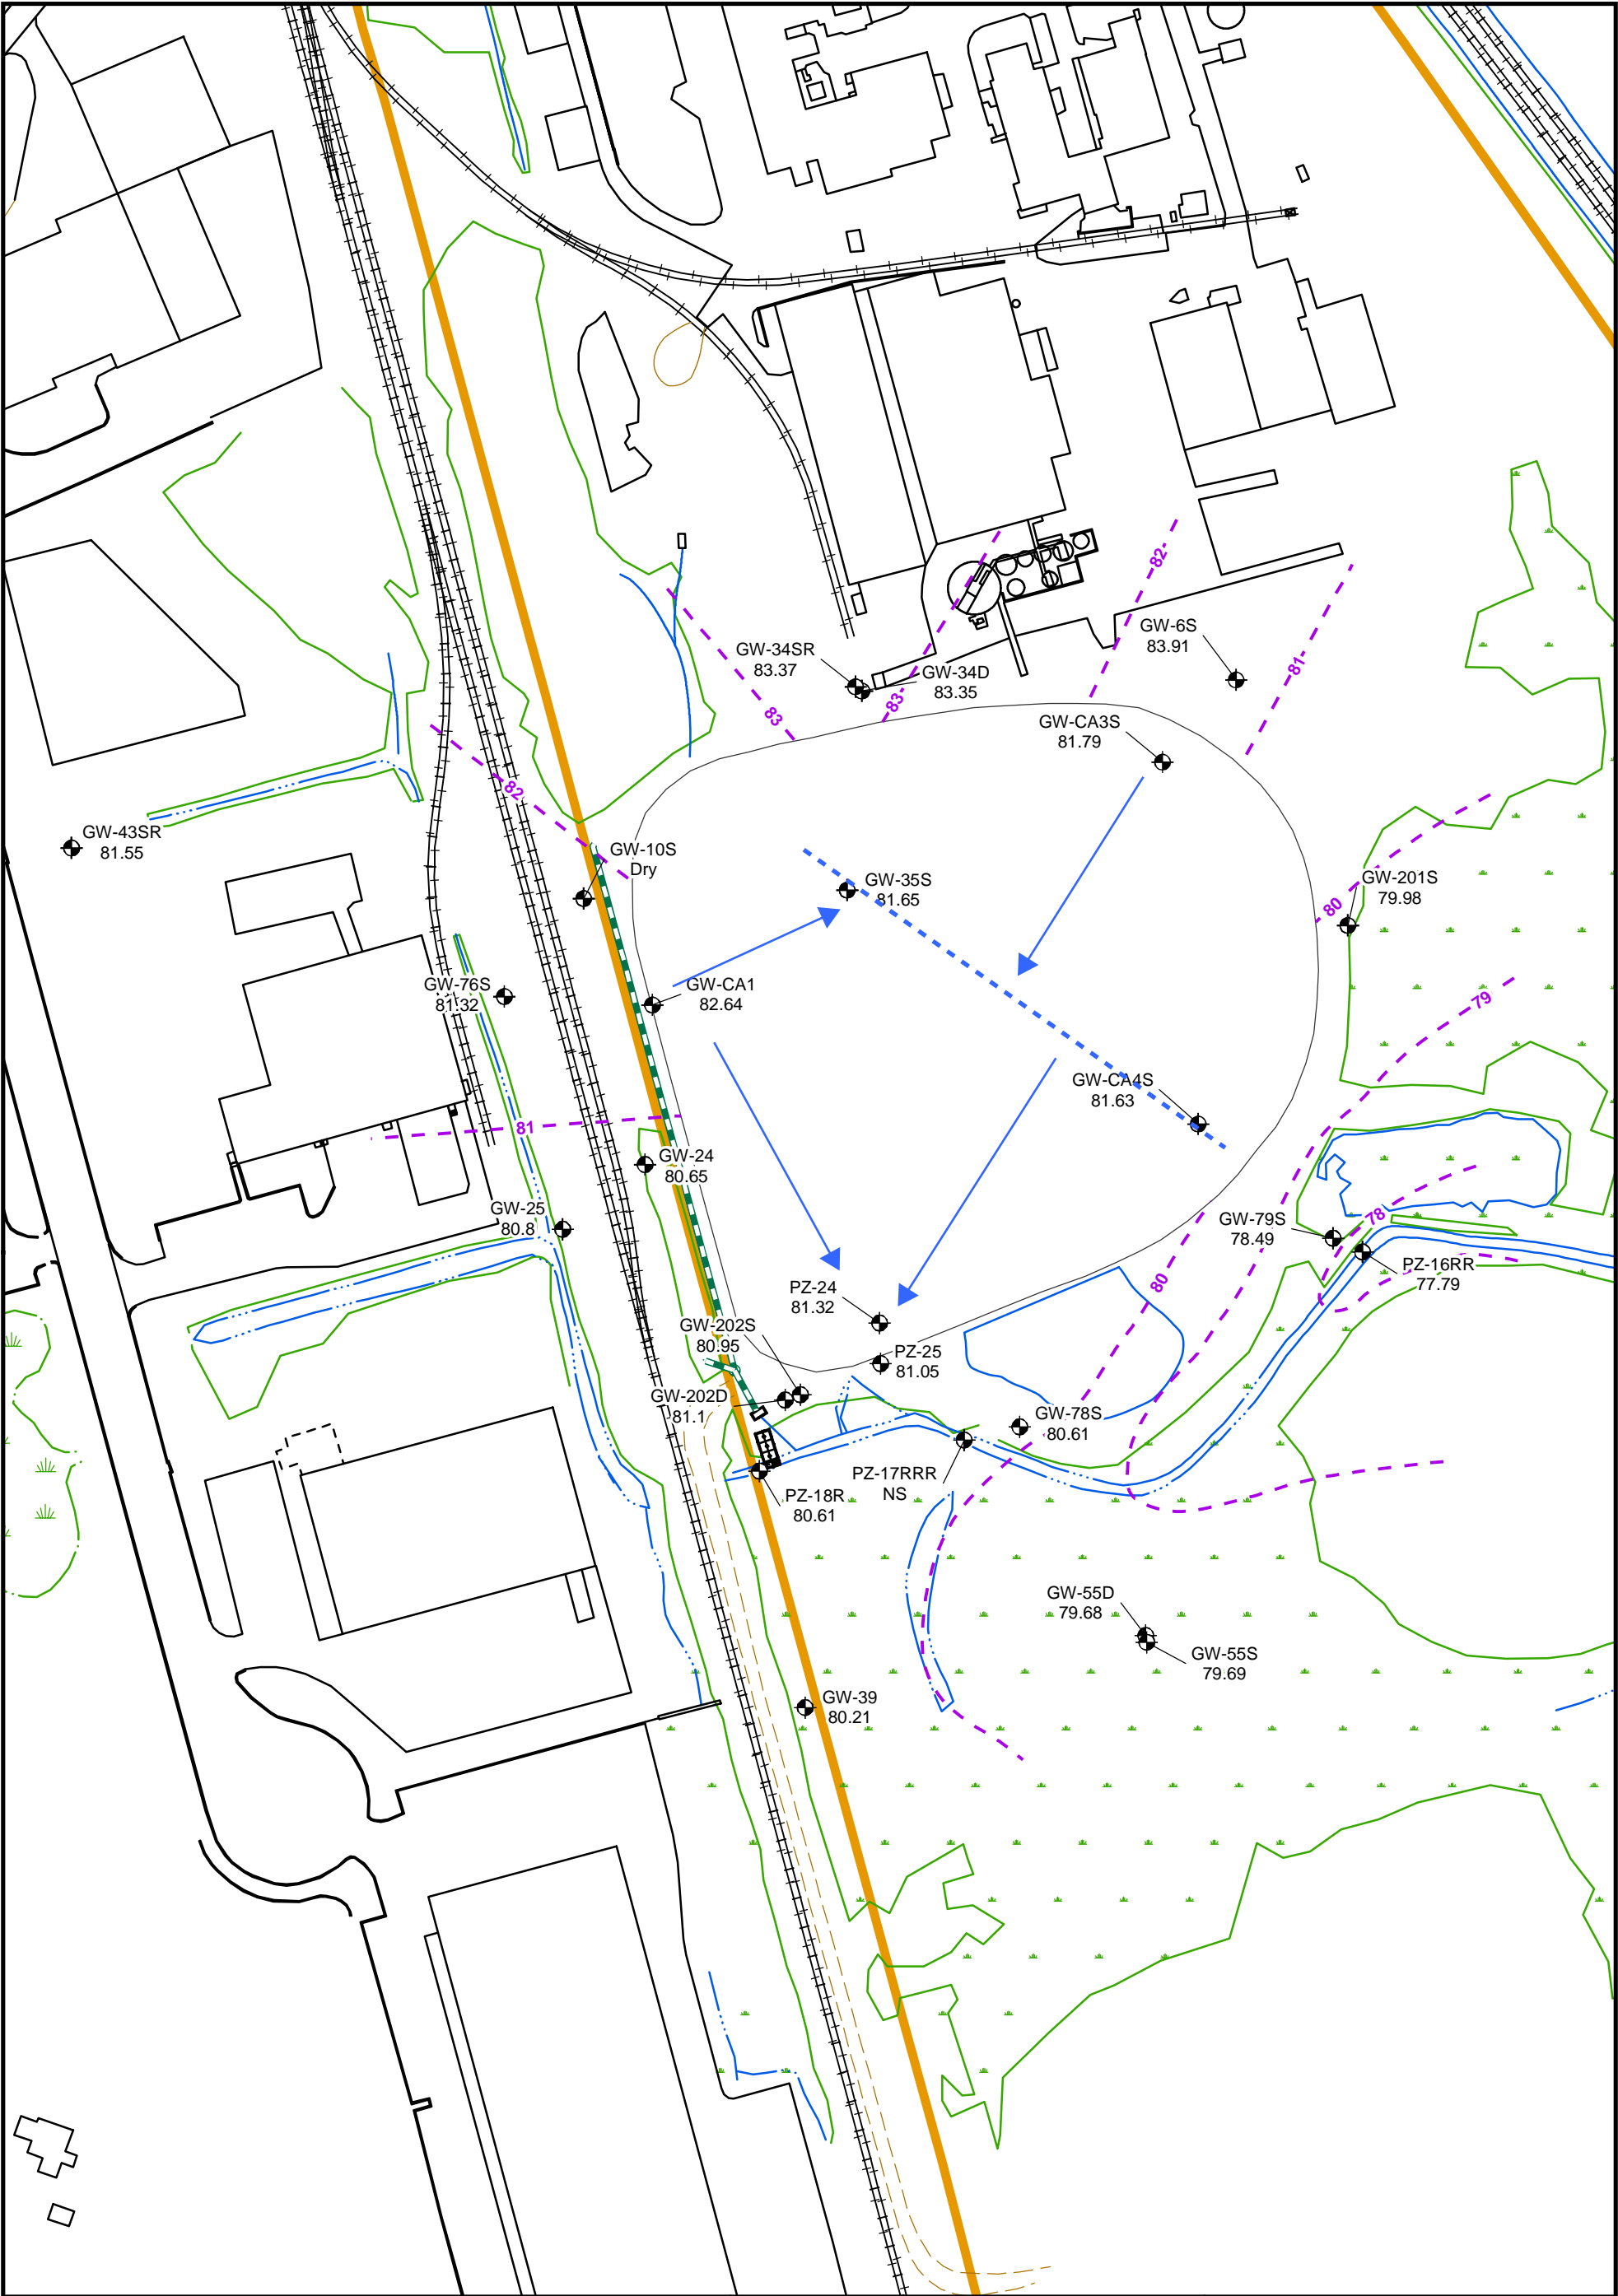 GW-6S
83.91
GW-34SR
83.37
GW-34D
83.35
82
81
83
83
GW-CA3S
81.79
82
GW-43SR
81.55
GW-10S
Dry
GW-35S
81.65
GW-201S
79.98
80
GW-76S
81.32
GW-CA1
82.64
79
GW-CA4S
81.63
81
GW-24
80.65
GW-25
80.8
GW-79S
78.49
78
PZ-16RR
77.79
80
PZ-24
81.32
GW-202S
80.95
PZ-25
81.05
GW-202D
81.1
GW-78S
80.61
PZ-17RRR
NS
PZ-18R
80.61
GW-55D
79.68
GW-55S
79.69
GW-39
80.21